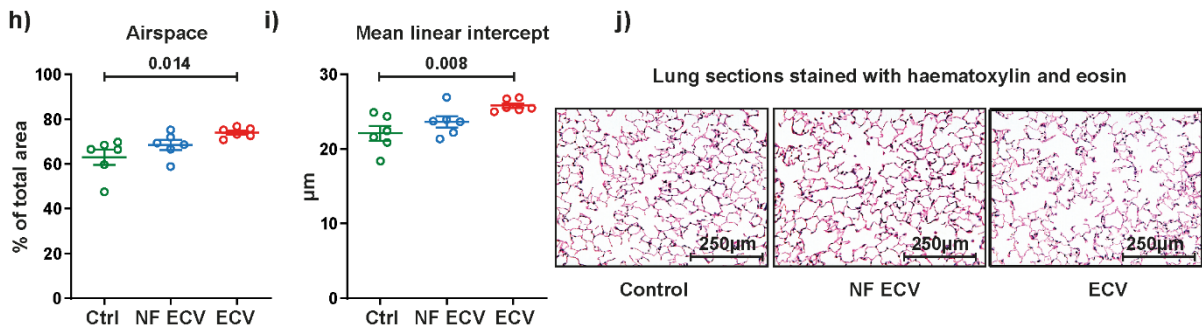 h)
Airspace
0.014
% of total area
100
80
60
40
20
0
Ctrl NF ECV ECV
i)
Mean linear intercept
0.008
µm
30
20
10
0
Ctrl NF ECV ECV
j)
Lung sections stained with haematoxylin and eosin
250µm 250µm 250µm
Control NF ECV ECV